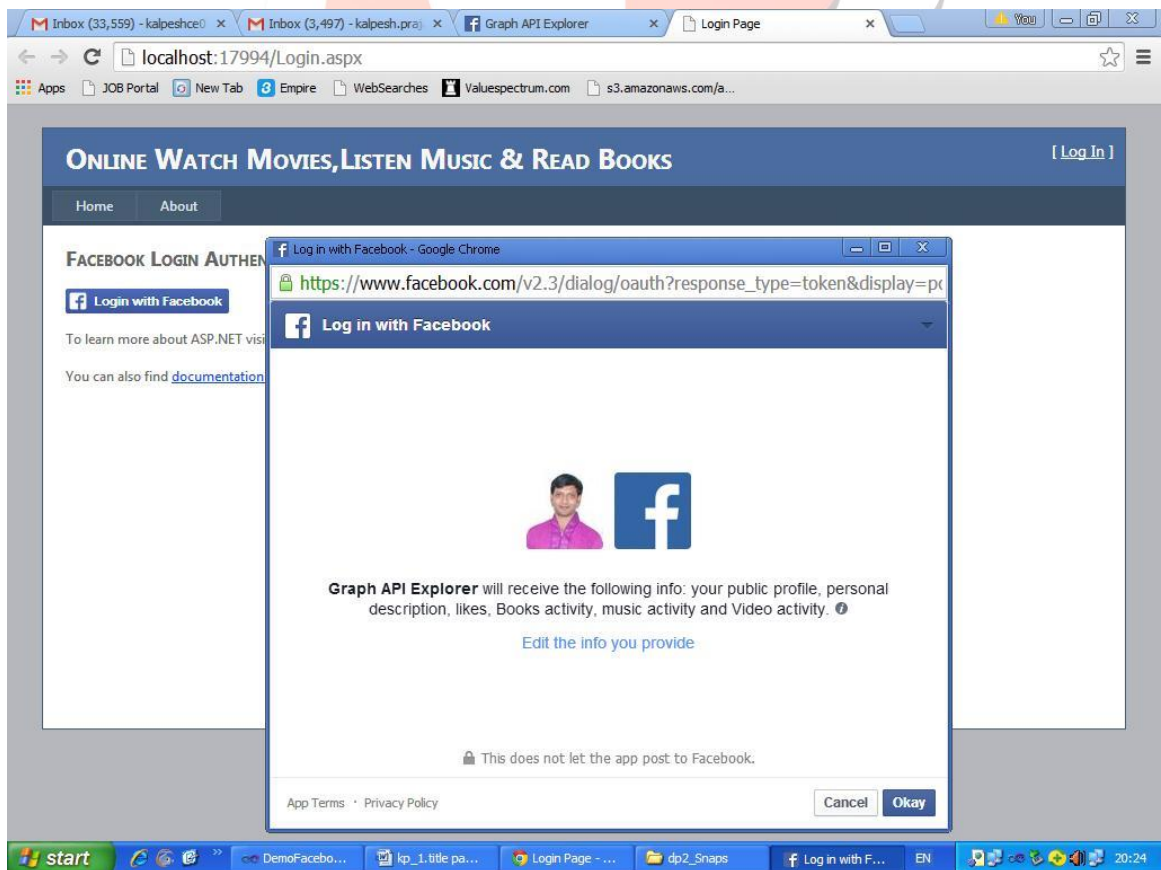 Inbox (33,559) - kalpeshce0
Inbox (3,497) - kalpesh.praj
Graph API Explorer
Login Page
You
localhost:17994/Login.aspx
Apps JOB Portal New Tab Empire WebSearches Valuespectrum.com s3.amazonaws.com/a...
ONLINE WATCH MOVIES,LISTEN MUSIC & READ BOOKS
[ Log In ]
Home About
FACEBOOK LOGIN AUTHEN
Login with Facebook
To learn more about ASP.NET visi
You can also find documentation
Log in with Facebook - Google Chrome
https://www.facebook.com/v2.3/dialog/oauth?response_type=token&display=po
Log in with Facebook
Graph API Explorer will receive the following info: your public profile, personal
description, likes, Books activity, music activity and Video activity.
Edit the info you provide
This does not let the app post to Facebook.
App Terms · Privacy Policy
Cancel Okay
start
DemoFacebo... kp_1.title pa... Login Page - ... dp2_Snaps Log in with F... EN 20:24